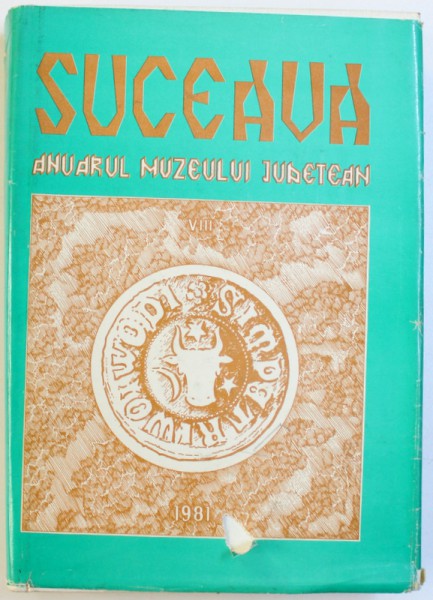 SUCEAVA
ANUARUL MUZEULUI JUDEȚEAN
VIII
1981